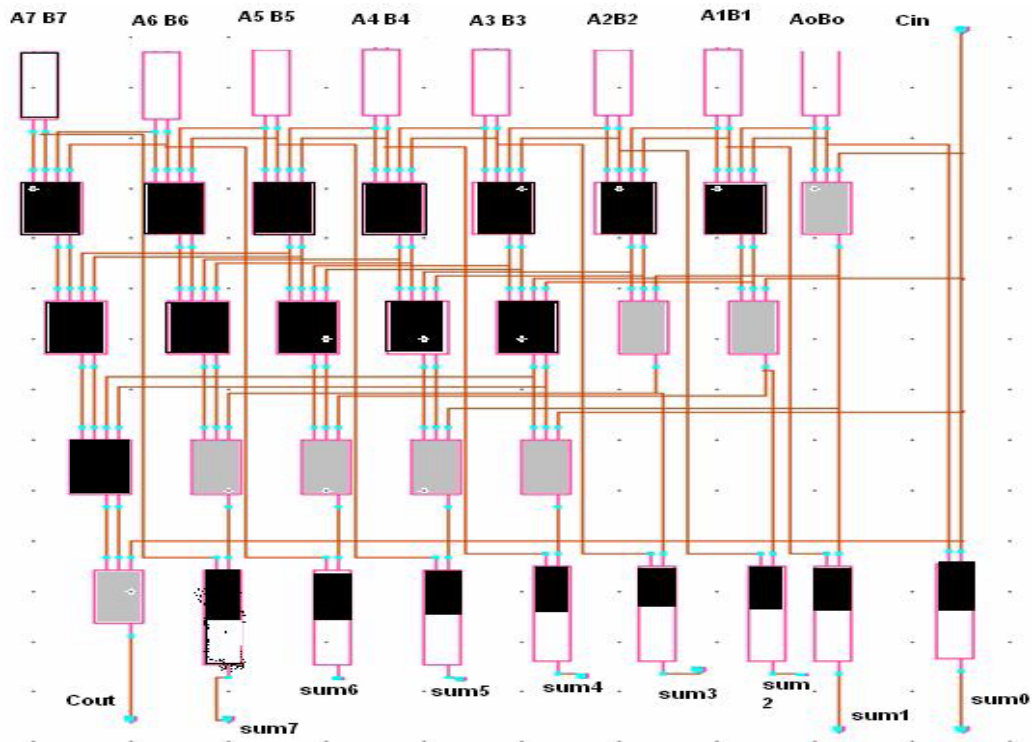 A7 B7 A6 B6 A5 B5 A4 B4 A3 B3 A2B2 A1B1 AoBo Cin
Cout sum7 sum6 sum5 sum4 sum3 sum
2 sum1 sum0